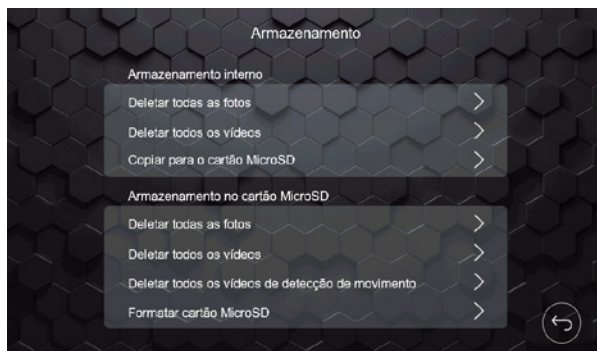 Armazenamento
Armazenamento interno
Deletar todas as fotos
Deletar todos os vídeos
Copiar para o cartão MicroSD
Armazenamento no cartão MicroSD
Deletar todas as fotos
Deletar todos os vídeos
Deletar todos os vídeos de detecção de movimento
Formatar cartão MicroSD